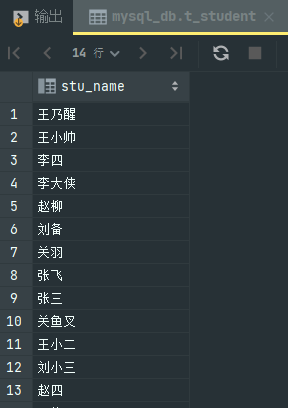 输出
mysql_db.t_student
14 行
stu_name
1 王乃醒
2 王小帅
3 李四
4 李大侠
5 赵柳
6 刘备
7 关羽
8 张飞
9 张三
10 关鱼叉
11 王小二
12 刘小三
13 赵四